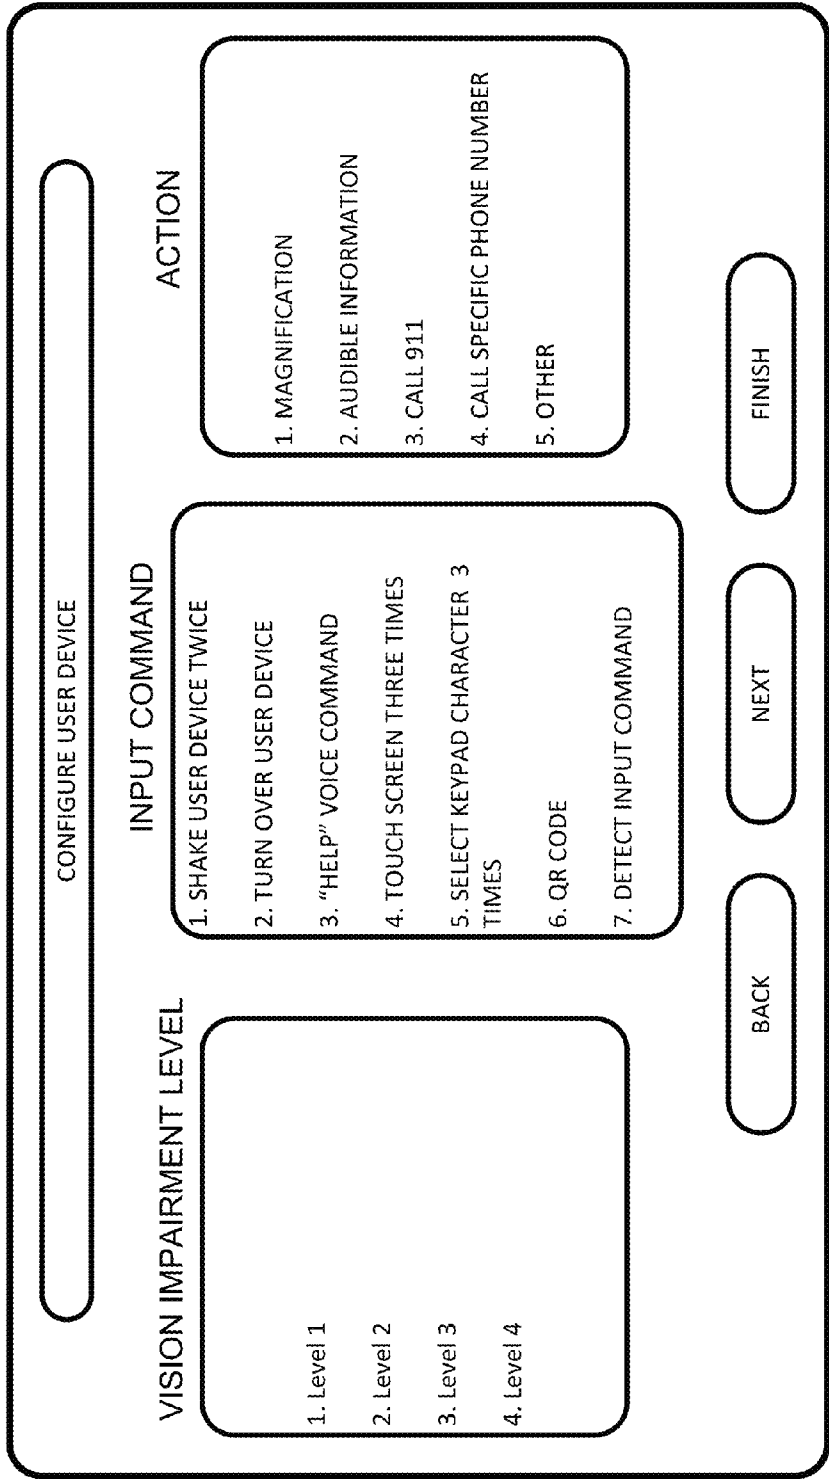 CONFIGURE USER DEVICE
VISION IMPAIRMENT LEVEL
1. Level 1
2. Level 2
3. Level 3
4. Level 4
INPUT COMMAND
1. SHAKE USER DEVICE TWICE
2. TURN OVER USER DEVICE
3. “HELP” VOICE COMMAND
4. TOUCH SCREEN THREE TIMES
5. SELECT KEYPAD CHARACTER 3
TIMES
6. QR CODE
7. DETECT INPUT COMMAND
ACTION
1. MAGNIFICATION
2. AUDIBLE INFORMATION
3. CALL 911
4. CALL SPECIFIC PHONE NUMBER
5. OTHER
BACK
NEXT
FINISH